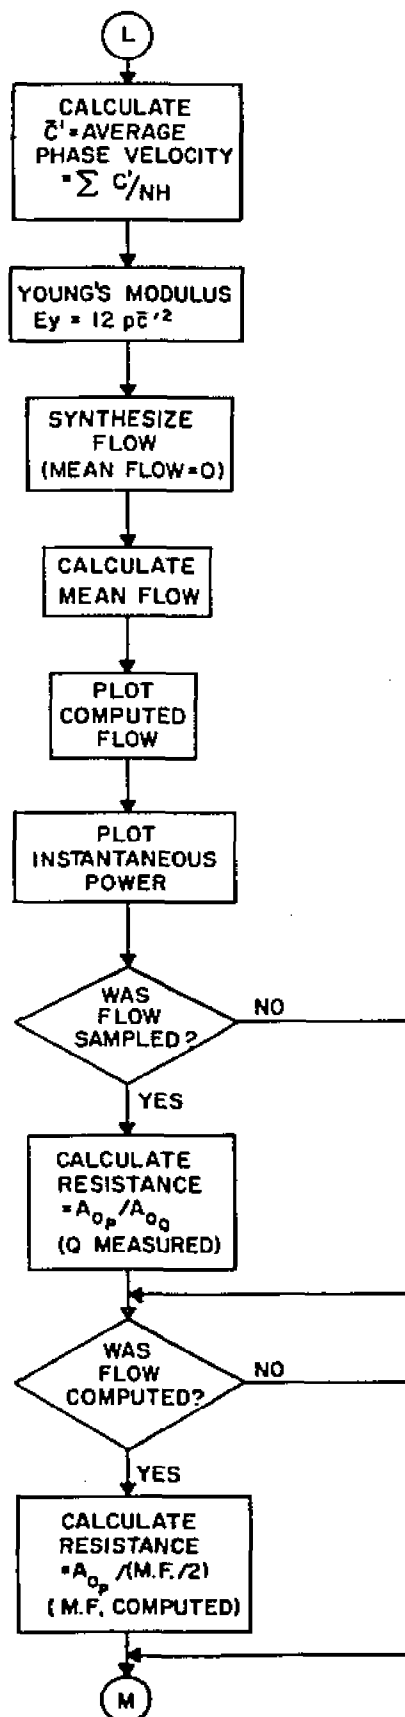 L
CALCULATE
C̄' = AVERAGE
PHASE VELOCITY
= ∑ C'/NH
YOUNG'S MODULUS
Ey = 12 pc̄'²
SYNTHESIZE
FLOW
(MEAN FLOW=O)
CALCULATE
MEAN FLOW
PLOT
COMPUTED
FLOW
PLOT
INSTANTANEOUS
POWER
WAS
FLOW
SAMPLED?
NO
YES
CALCULATE
RESISTANCE
=A₀ₚ/A₀Q
(Q MEASURED)
WAS
FLOW
COMPUTED?
NO
YES
CALCULATE
RESISTANCE
=A₀ₚ/(M.F./2)
(M.F. COMPUTED)
M